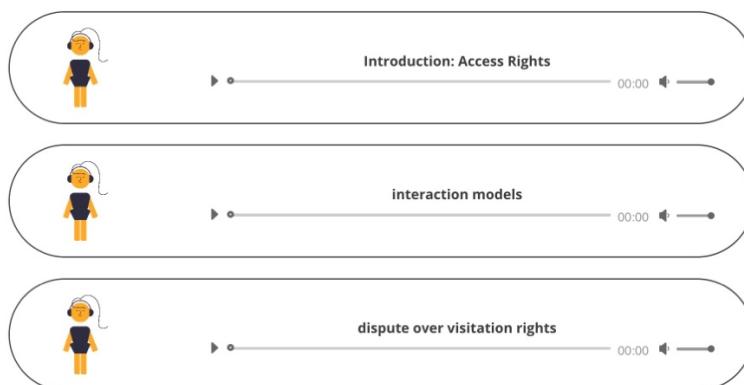 Introduction: Access Rights
00:00
interaction models
00:00
dispute over visitation rights
00:00